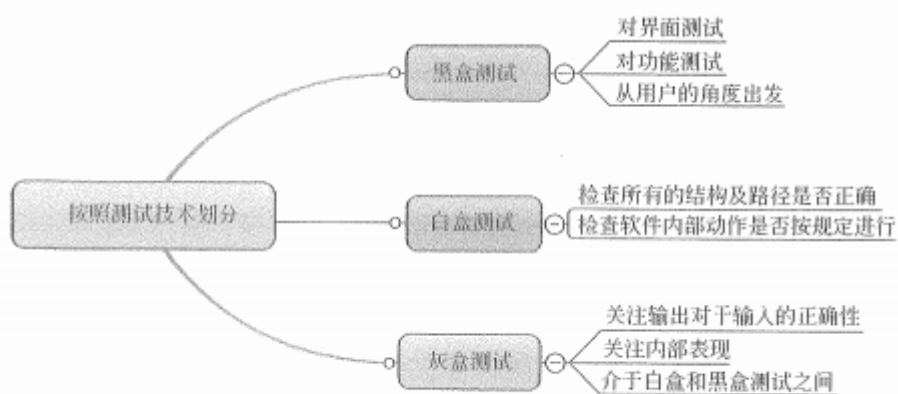 按照测试技术划分
黑盒测试
对界面测试
对功能测试
从用户的角度出发
白盒测试
检查所有的结构及路径是否正确
检查软件内部动作是否按规定进行
灰盒测试
关注输出对于输入的正确性
关注内部表现
介于白盒和黑盒测试之间